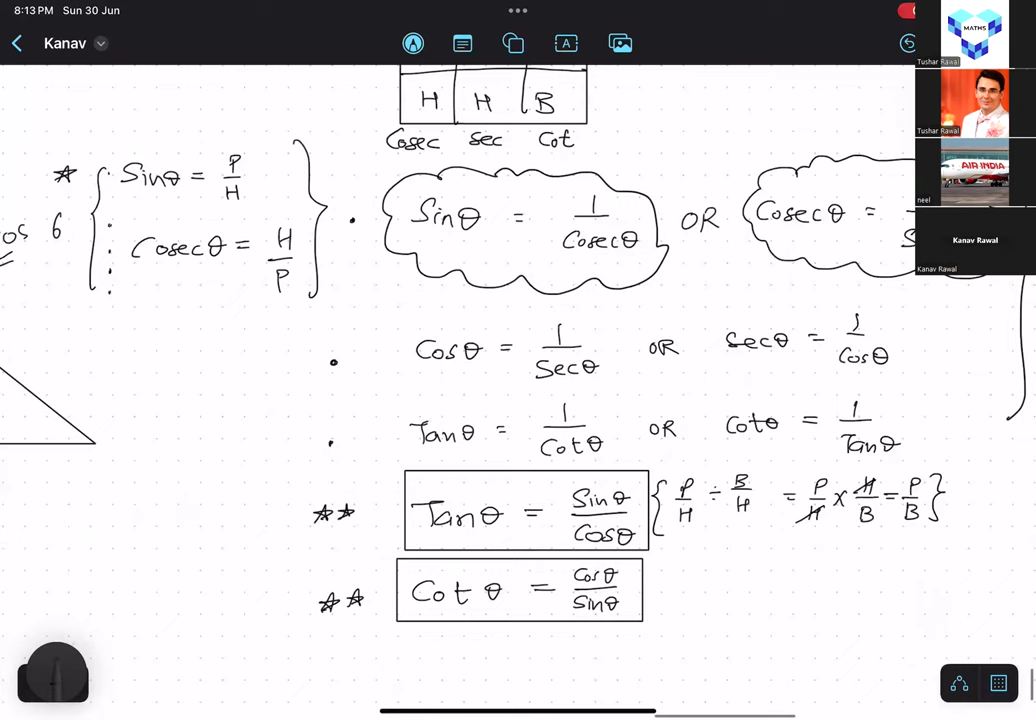 8:13 PM Sun 30 Jun
Kanav
H H B
Cosec sec Cot
Sinθ = P/H
Cosecθ = H/P
os 6
Sinθ = 1/Cosecθ OR Cosecθ =
Cosθ = 1/Secθ OR secθ = 1/Cosθ
Tanθ = 1/Cotθ OR Cotθ = 1/Tanθ
Tanθ = Sinθ/Cosθ { P/H ÷ B/H = P/H x H/B = P/B }
Cot θ = Cosθ/Sinθ
MATHS
Tushar Rawal
Tushar Rawal
AIR INDIA
neel
Kanav Rawal
Kanav Rawal